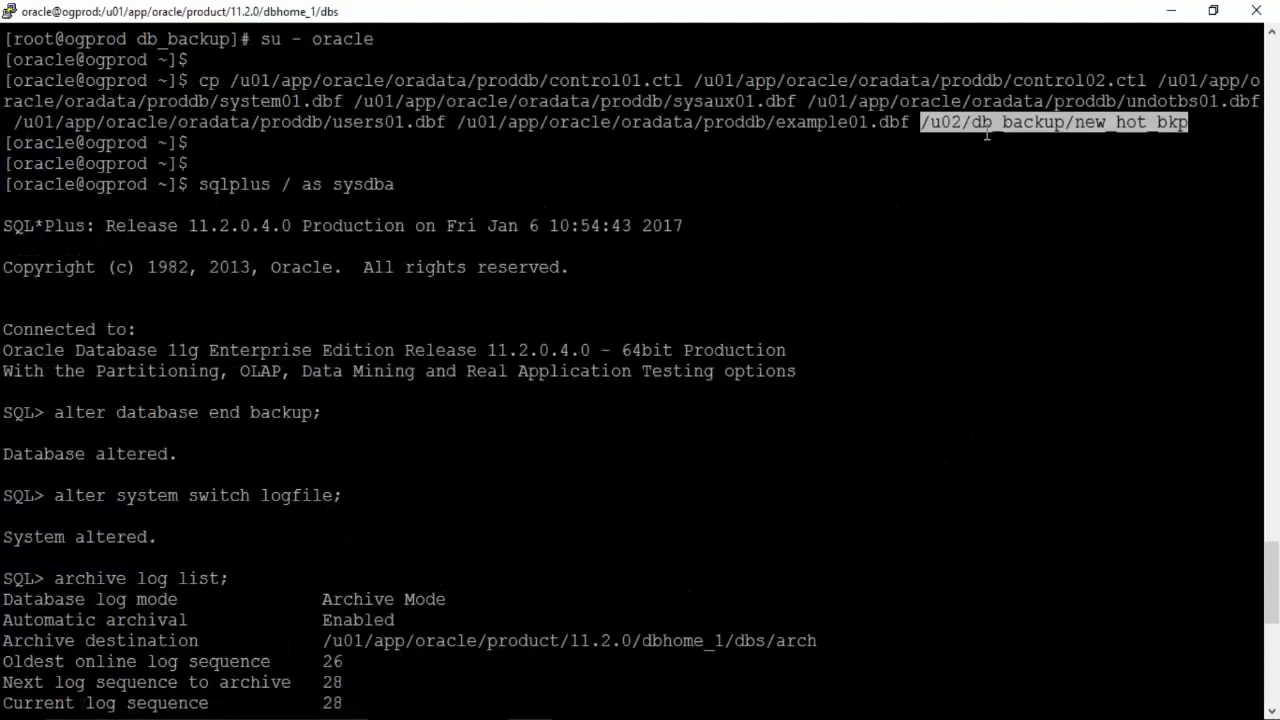 oracle@ogprod:/u01/app/oracle/product/11.2.0/dbhome_1/dbs
[root@ogprod db_backup]# su - oracle
[oracle@ogprod ~]$
[oracle@ogprod ~]$ cp /u01/app/oracle/oradata/proddb/control01.ctl /u01/app/oracle/oradata/proddb/control02.ctl /u01/app/o
racle/oradata/proddb/system01.dbf /u01/app/oracle/oradata/proddb/sysaux01.dbf /u01/app/oracle/oradata/proddb/undotbs01.dbf
/u01/app/oracle/oradata/proddb/users01.dbf /u01/app/oracle/oradata/proddb/example01.dbf /u02/db_backup/new_hot_bkp
[oracle@ogprod ~]$
[oracle@ogprod ~]$
[oracle@ogprod ~]$ sqlplus / as sysdba
SQL*Plus: Release 11.2.0.4.0 Production on Fri Jan 6 10:54:43 2017
Copyright (c) 1982, 2013, Oracle.  All rights reserved.
Connected to:
Oracle Database 11g Enterprise Edition Release 11.2.0.4.0 - 64bit Production
With the Partitioning, OLAP, Data Mining and Real Application Testing options
SQL> alter database end backup;
Database altered.
SQL> alter system switch logfile;
System altered.
SQL> archive log list;
Database log mode              Archive Mode
Automatic archival             Enabled
Archive destination            /u01/app/oracle/product/11.2.0/dbhome_1/dbs/arch
Oldest online log sequence     26
Next log sequence to archive   28
Current log sequence           28